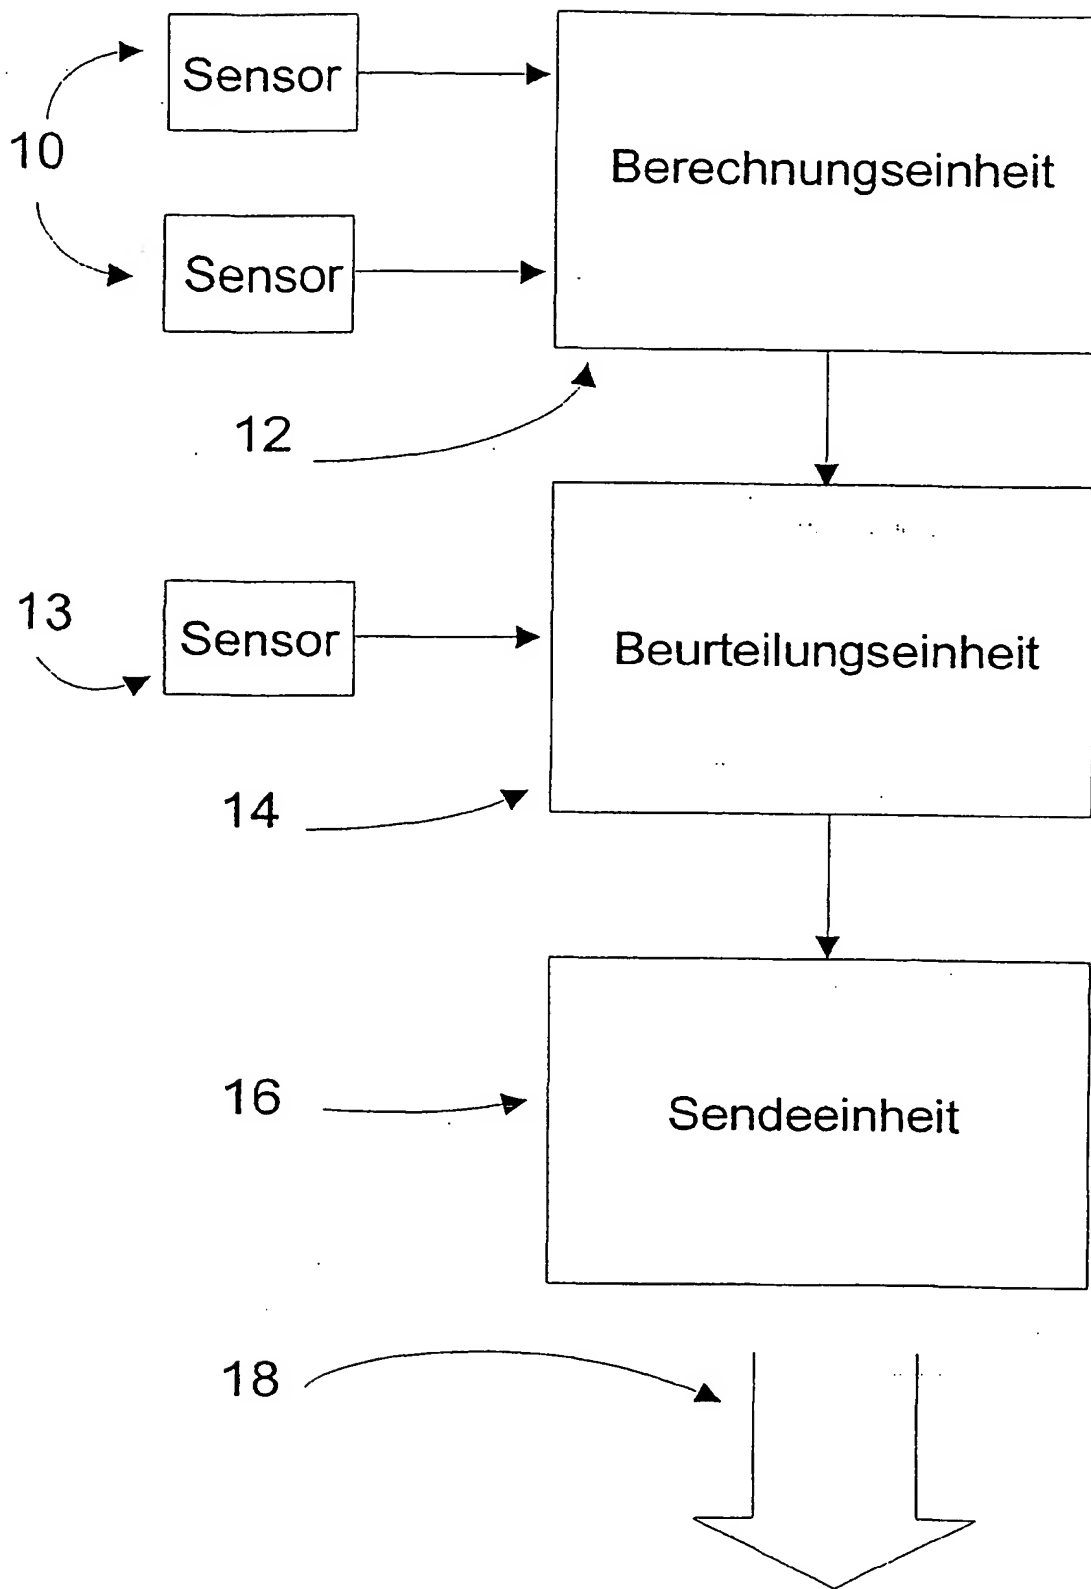 Sensor
10
Berechnungseinheit
Sensor
12
13
Sensor
Beurteilungseinheit
14
16
Sendeeinheit
18